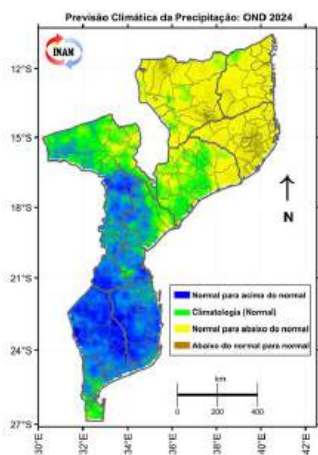 Previsão Climática da Precipitação: OND 2024
INAM
12°S
15°S
18°S
21°S
24°S
27°S
N
Normal para acima do normal
Climatologia (Normal)
Normal para abaixo do normal
Abaixo do normal para normal
km
0 200 400
30°E 32°E 34°E 36°E 38°E 40°E 42°E